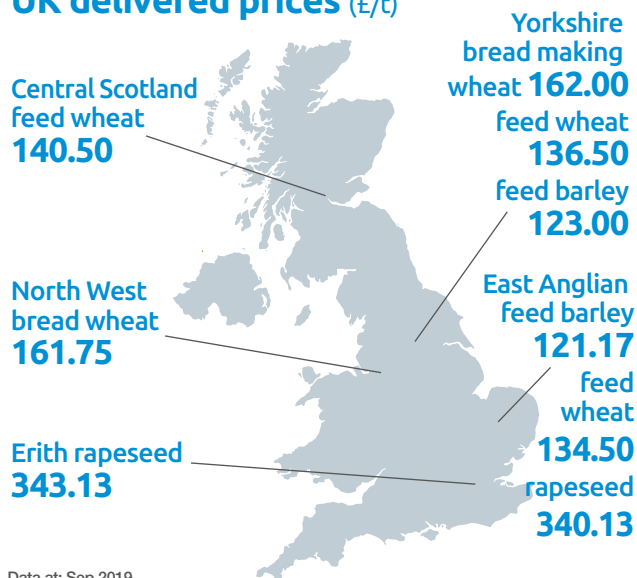 UK delivered prices (£/t)
Central Scotland
feed wheat
140.50
North West
bread wheat
161.75
Erith rapeseed
343.13
Yorkshire
bread making
wheat 162.00
feed wheat
136.50
feed barley
123.00
East Anglian
feed barley
121.17
feed
wheat
134.50
rapeseed
340.13
Data at: Sep 2019